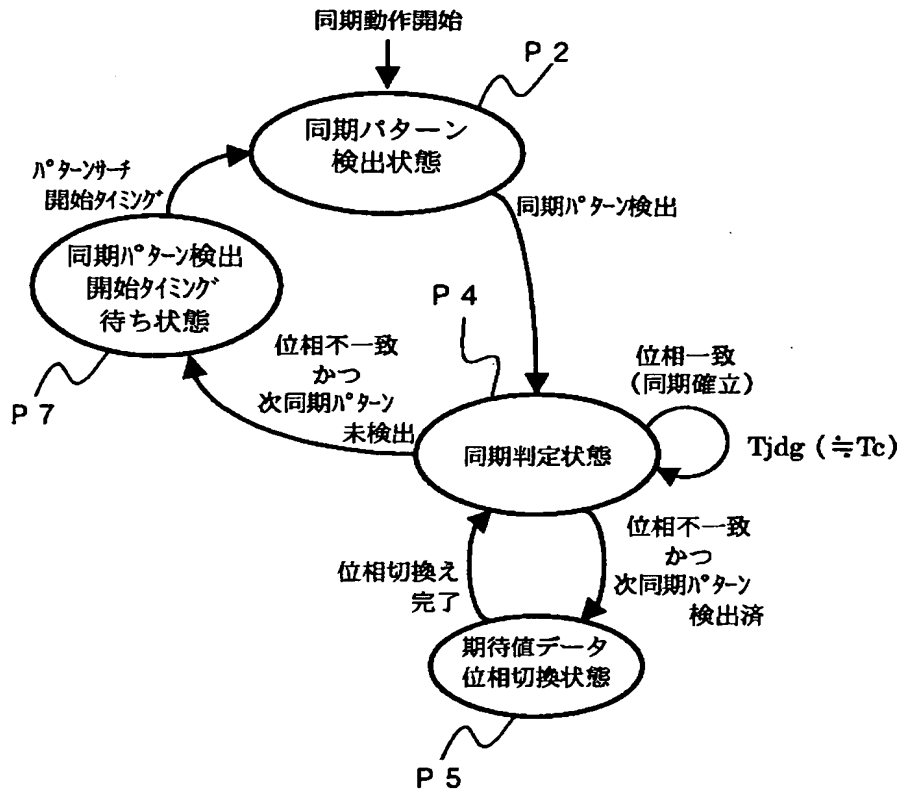 同期動作開始
P 2
同期パターン
検出状態
パターンサーチ
開始タイミング
同期パターン検出
同期パターン検出
開始タイミング
待ち状態
P 7
P 4
位相不一致
かつ
次同期パターン
未検出
位相一致
(同期確立)
同期判定状態
Tjdg (≒Tc)
位相切換え
完了
位相不一致
かつ
次同期パターン
検出済
期待値データ
位相切換状態
P 5